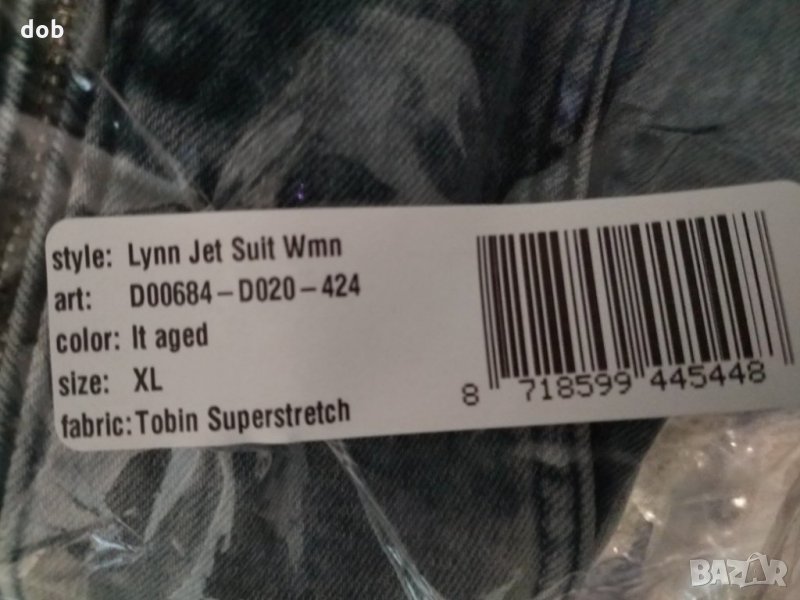 dob
style: Lynn Jet Suit Wmn
art: D00684-D020-424
color: lt aged
size: XL
fabric: Tobin Superstretch
8 718599 445448
BAZAR